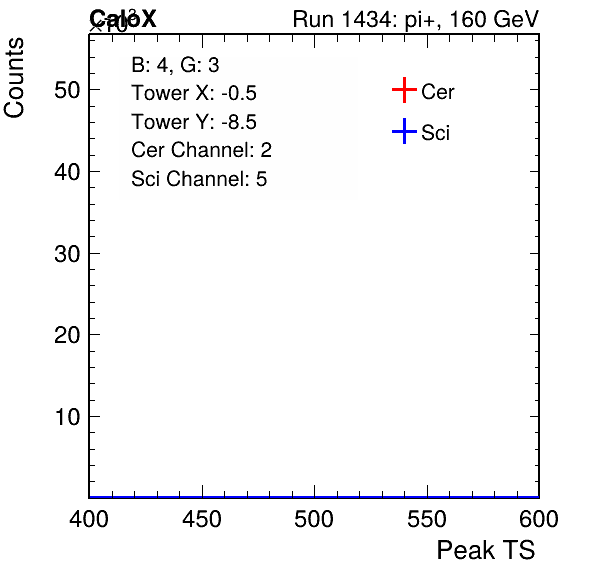 CaloX Run 1434: pi+, 160 GeV
×10³
Counts
B: 4, G: 3
Tower X: -0.5
Tower Y: -8.5
Cer Channel: 2
Sci Channel: 5
Cer
Sci
50
40
30
20
10
400 450 500 550 600
Peak TS